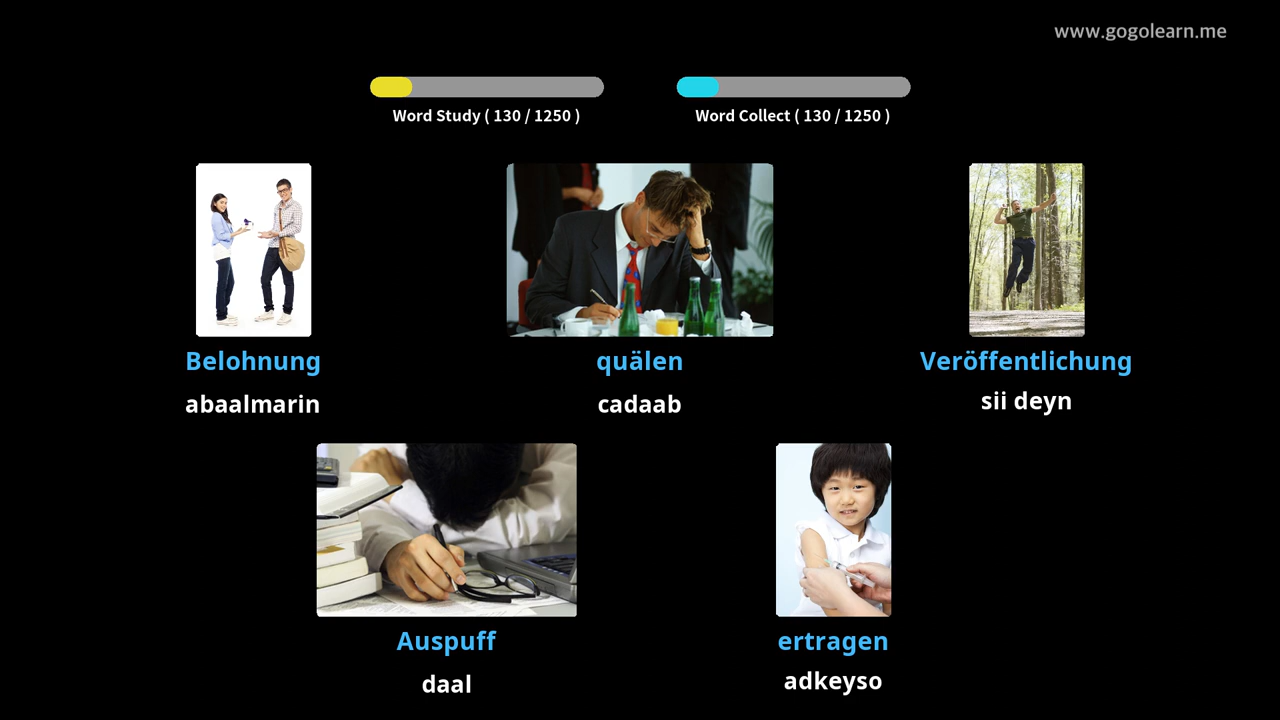 www.gogolearn.me
Word Study ( 130 / 1250 )
Word Collect ( 130 / 1250 )
Belohnung
abaalmarin
quälen
cadaab
Veröffentlichung
sii deyn
Auspuff
daal
ertragen
adkeyso